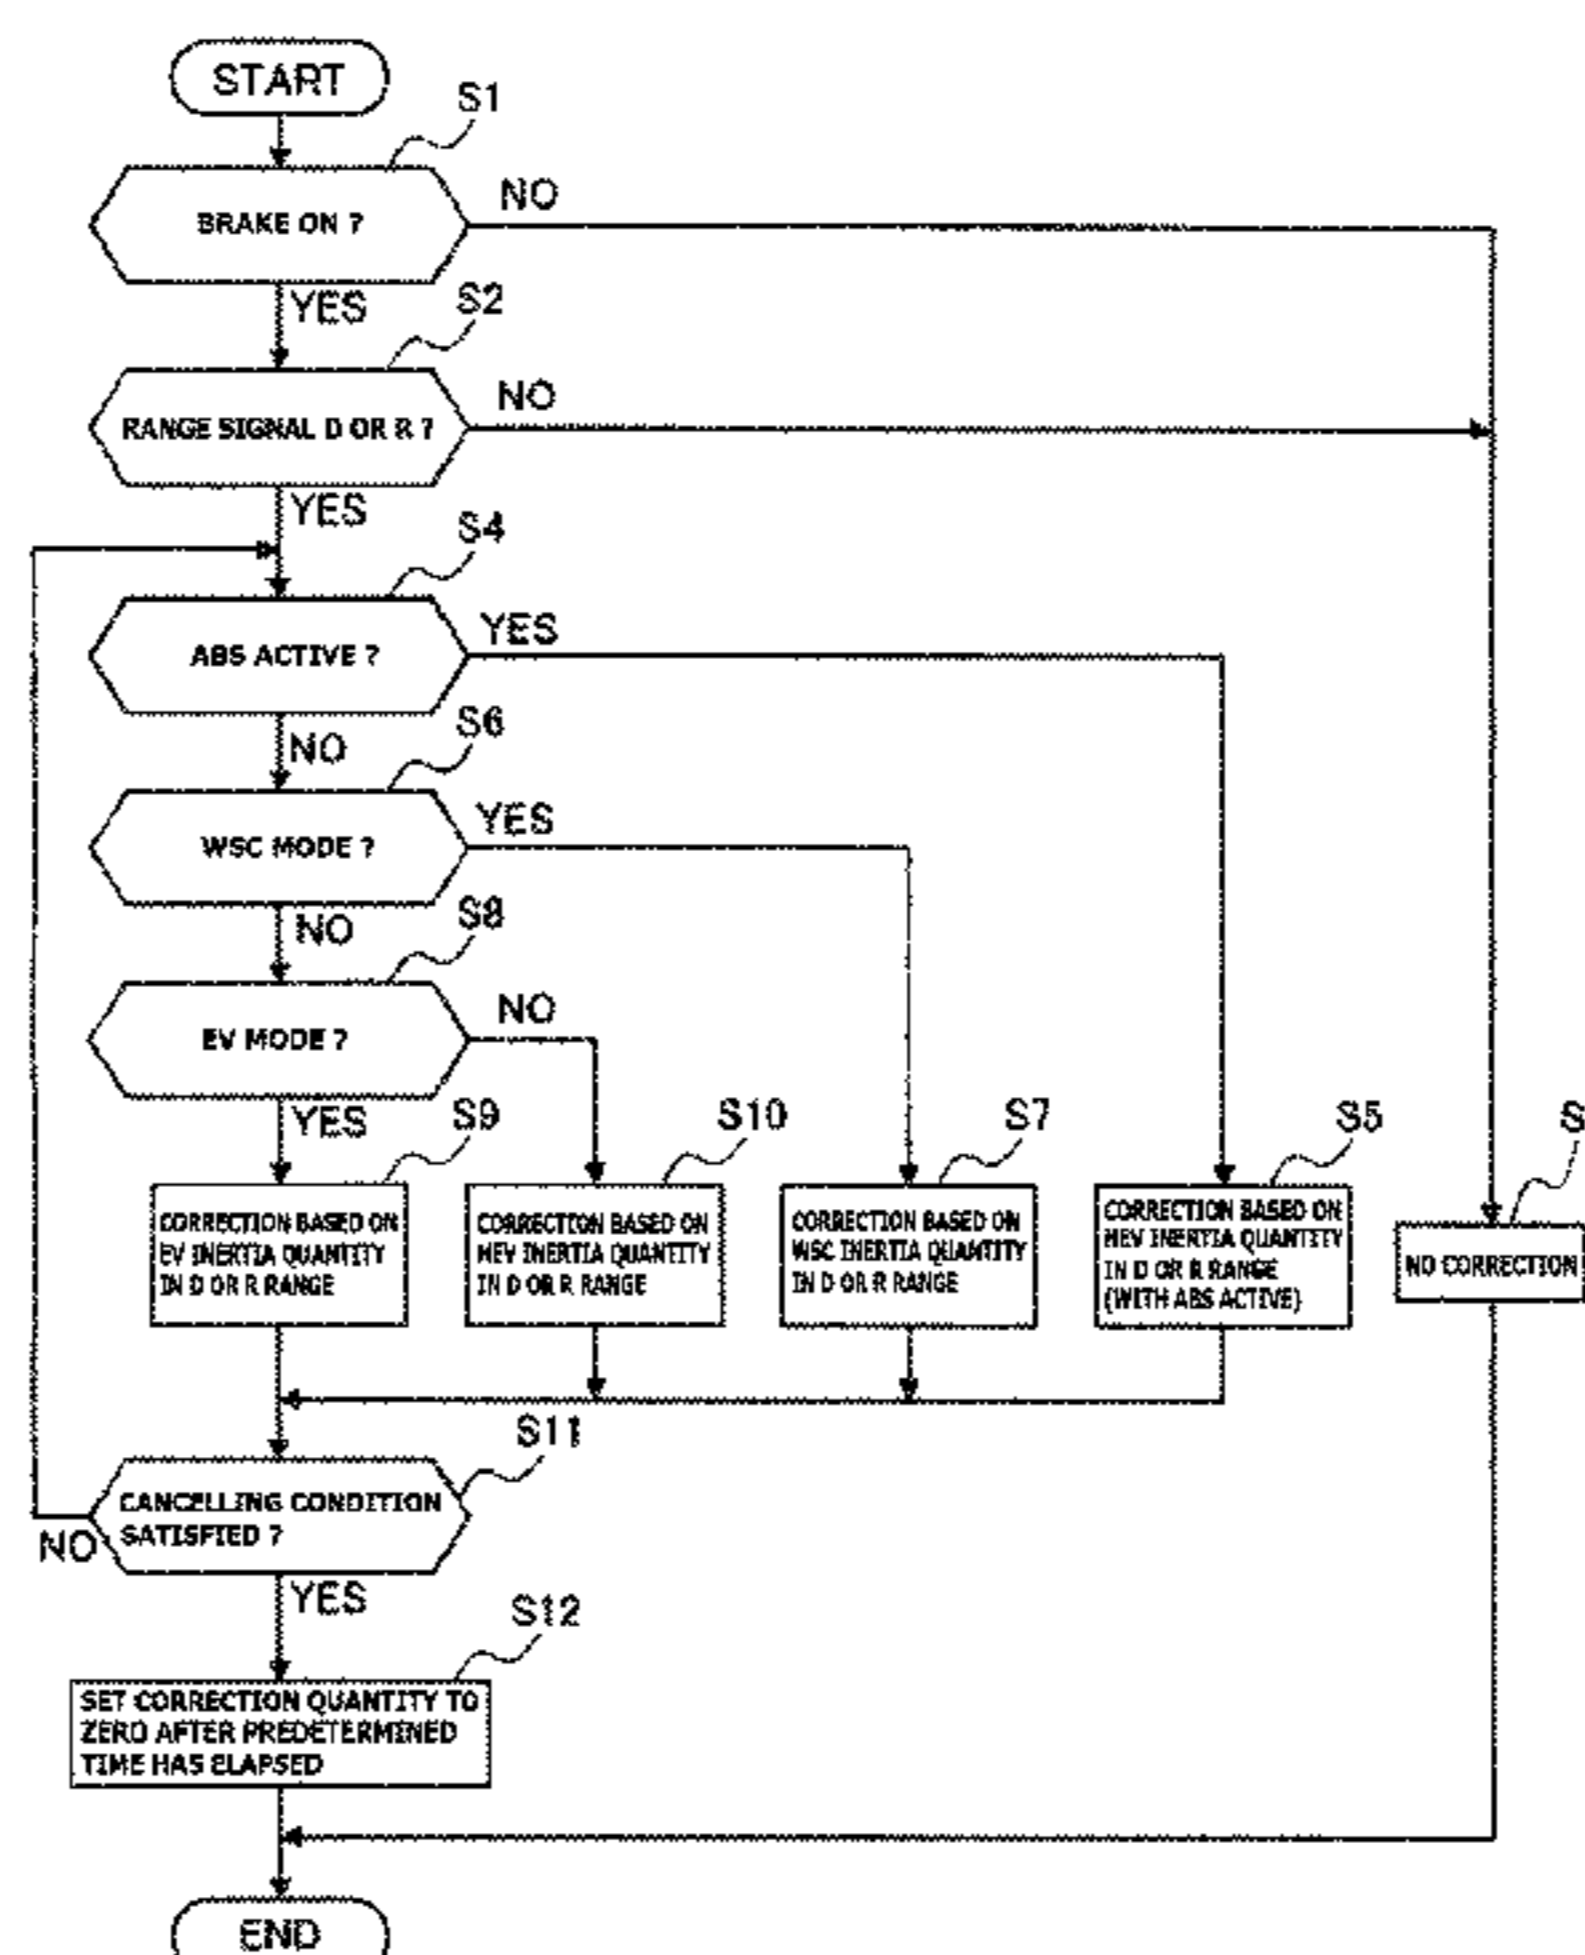 START
S1
BRAKE ON ?
NO
YES
S2
RANGE SIGNAL D OR R ?
NO
YES
S4
ABS ACTIVE ?
YES
NO
S6
WSC MODE ?
YES
NO
S8
EV MODE ?
NO
YES
S9
CORRECTION BASED ON
EV INERTIA QUANTITY
IN D OR R RANGE
S10
CORRECTION BASED ON
HEV INERTIA QUANTITY
IN D OR R RANGE
S7
CORRECTION BASED ON
WSC INERTIA QUANTITY
IN D OR R RANGE
S5
CORRECTION BASED ON
HEV INERTIA QUANTITY
IN D OR R RANGE
(WITH ABS ACTIVE)
NO CORRECTION
S11
CANCELLING CONDITION
SATISFIED ?
NO
YES
S12
SET CORRECTION QUANTITY TO
ZERO AFTER PREDETERMINED
TIME HAS ELAPSED
END